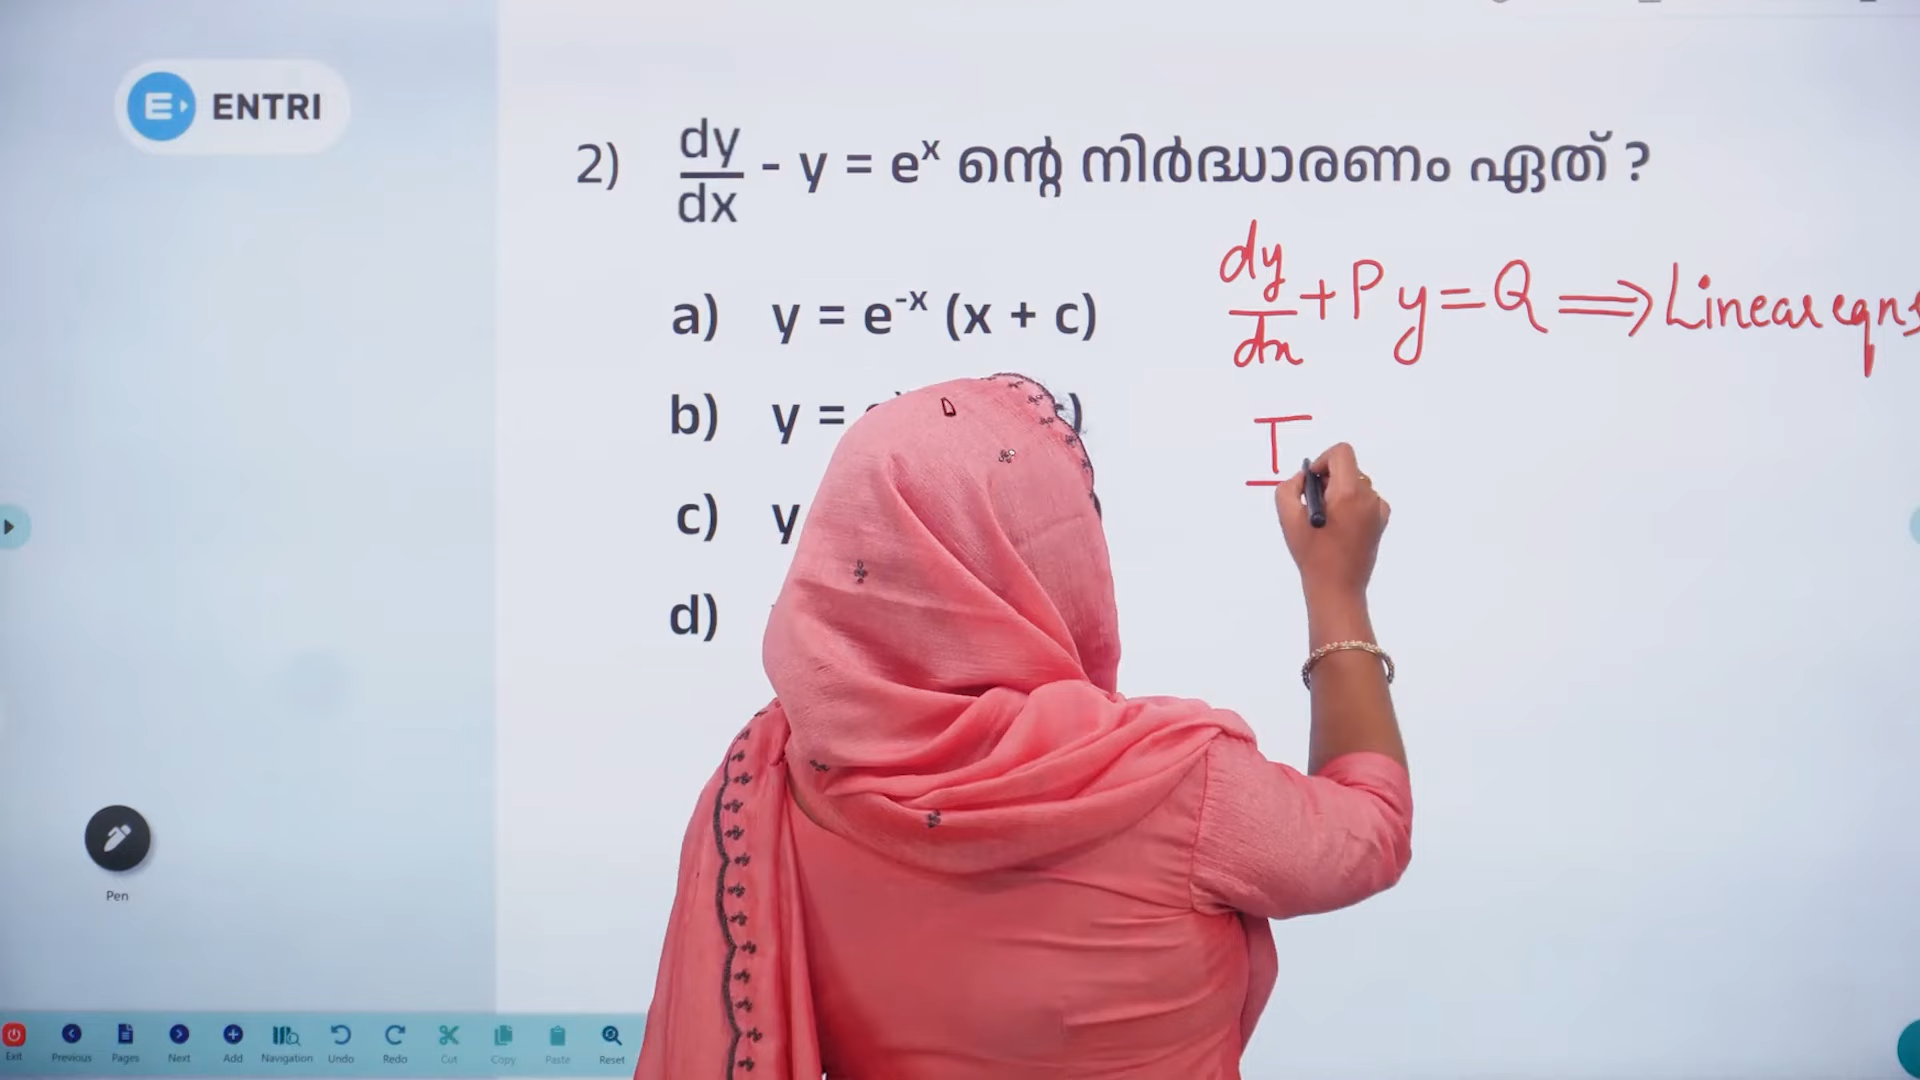 ENTRI
2) dy/dx - y = eˣ ന്റെ നിർദ്ധാരണം ഏത് ?
dy/dx + Py = Q ⟹ Linear eqns
a) y = e⁻ˣ (x + c)
b) y = )
I
c) y
d)
Pen
Exit Previous Pages Next Add Navigation Undo Redo Cut Copy Paste Reset